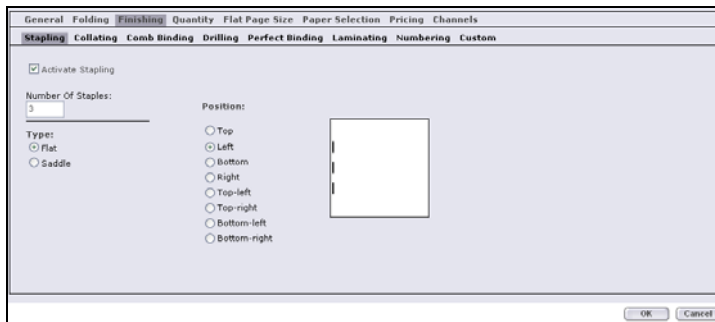 General Folding Finishing Quantity Flat Page Size Paper Selection Pricing Channels
Stapling Collating Comb Binding Drilling Perfect Binding Laminating Numbering Custom
Activate Stapling
Number Of Staples:
3
Type:
Flat
Saddle
Position:
Top
Left
Bottom
Right
Top-left
Top-right
Bottom-left
Bottom-right
OK Cancel